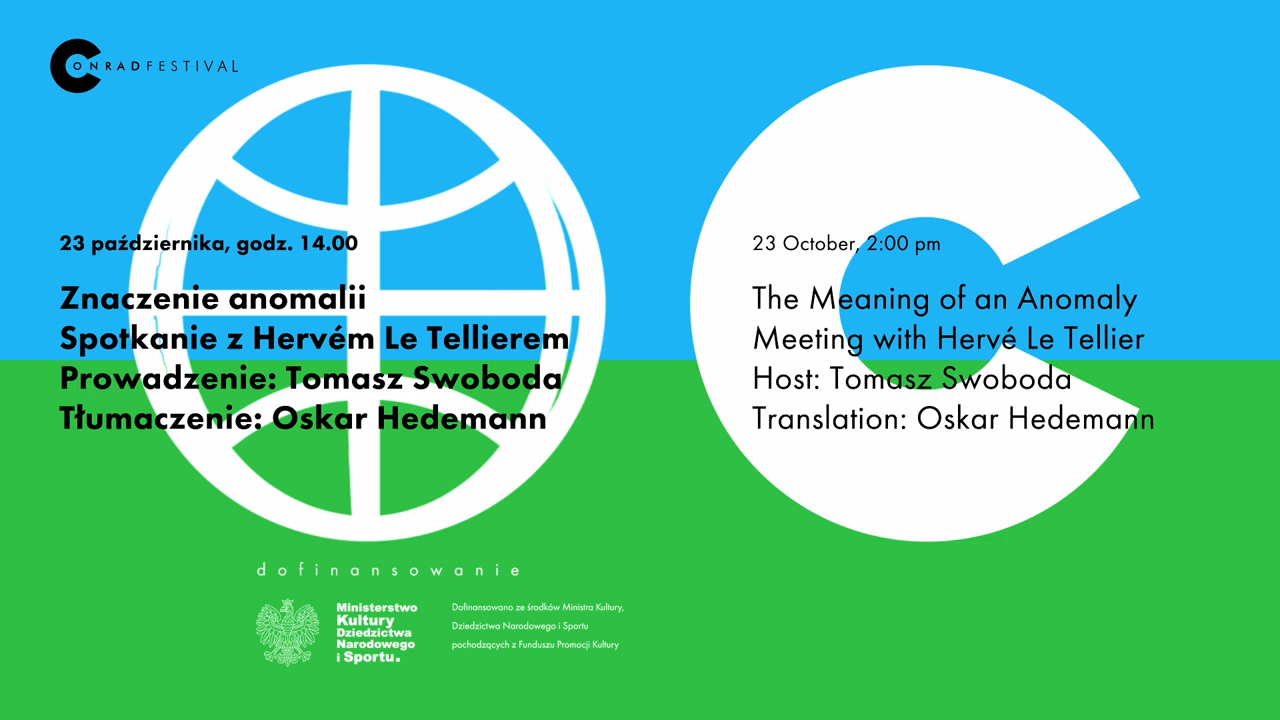 CONRADFESTIVAL
23 października, godz. 14.00
Znaczenie anomalii
Spotkanie z Hervém Le Tellierem
Prowadzenie: Tomasz Swoboda
Tłumaczenie: Oskar Hedemann
23 October, 2:00 pm
The Meaning of an Anomaly
Meeting with Hervé Le Tellier
Host: Tomasz Swoboda
Translation: Oskar Hedemann
dofinansowanie
Ministerstwo
Kultury
Dziedzictwa
Narodowego
i Sportu.
Dofinansowano ze środków Ministra Kultury,
Dziedzictwa Narodowego i Sportu
pochodzących z Funduszu Promocji Kultury